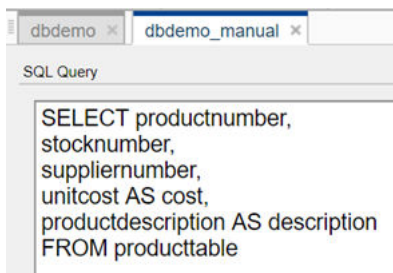 dbdemo × dbdemo_manual ×
SQL Query
SELECT productnumber,
stocknumber,
suppliernumber,
unitcost AS cost,
productdescription AS description
FROM producttable